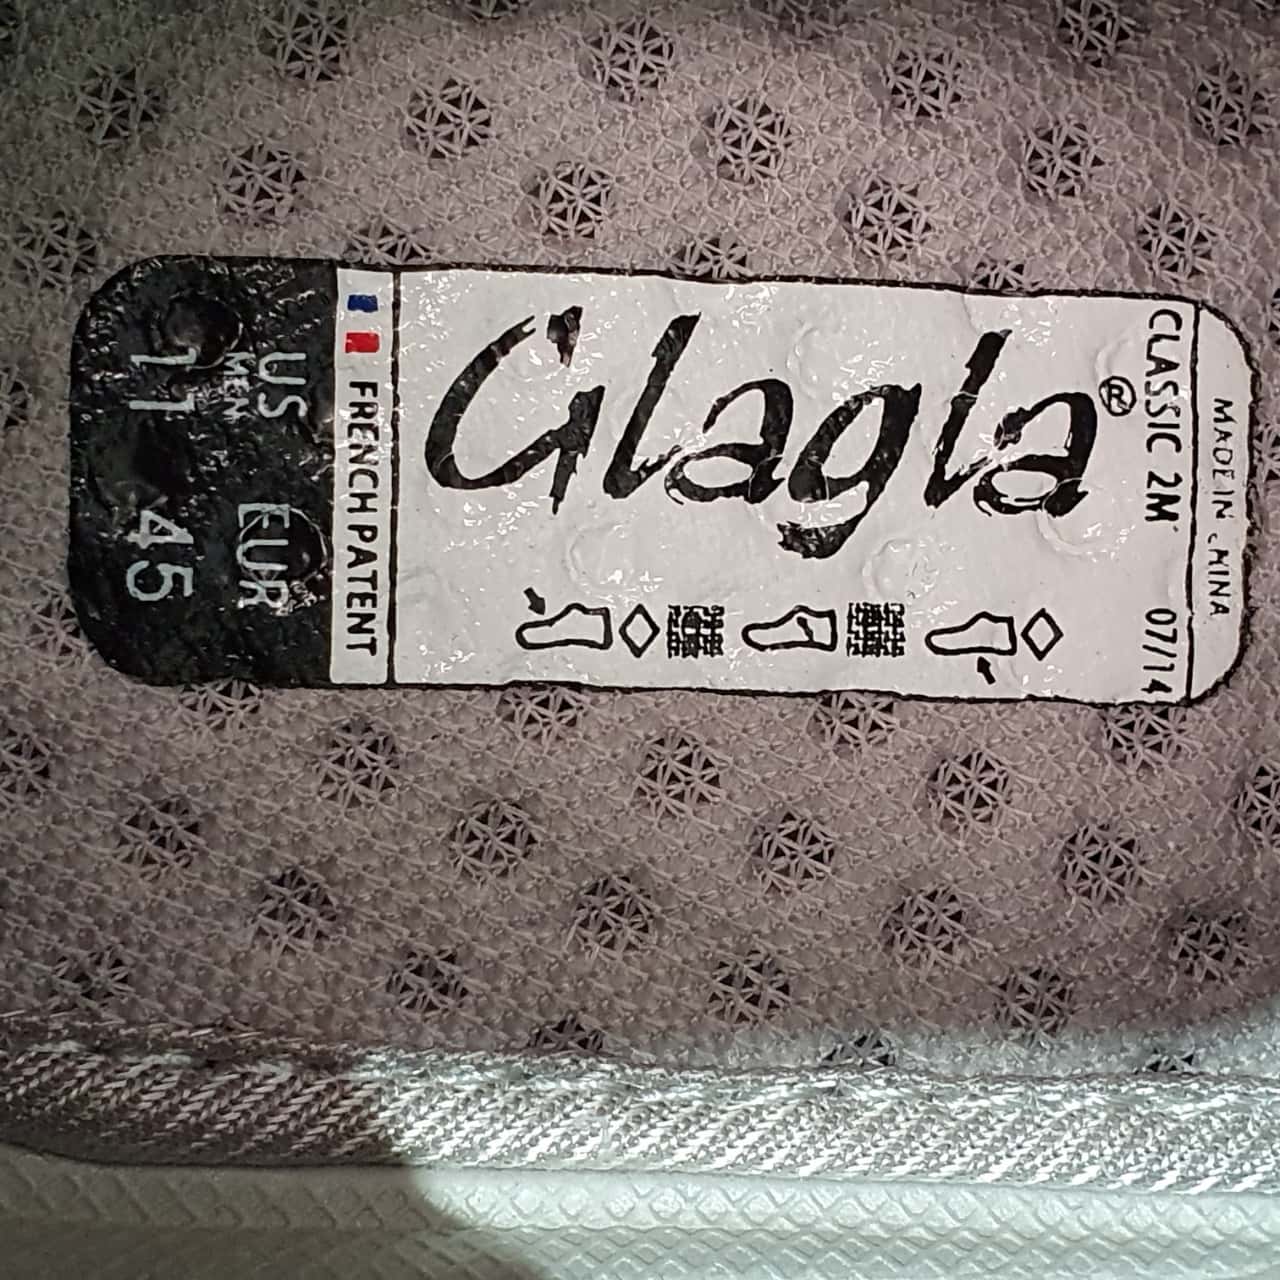 US EUR
MEN
11 45
FRENCH PATENT
Glagla®
CLASSIC 2M 07/14
MADE IN CHINA